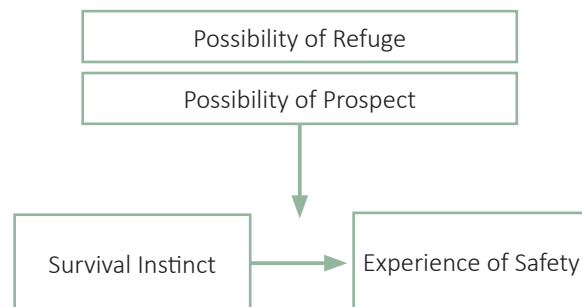 Possibility of Refuge
Possibility of Prospect
Survival Instinct
Experience of Safety